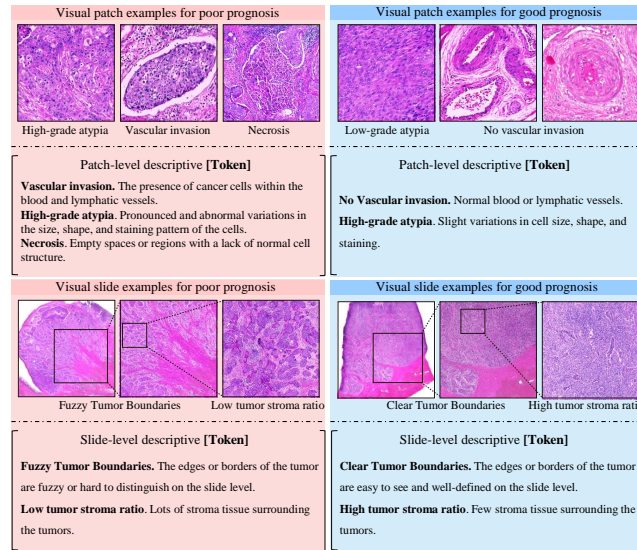 Visual patch examples for poor prognosis
High-grade atypia
Vascular invasion
Necrosis
Patch-level descriptive [Token]
Vascular invasion. The presence of cancer cells within the
blood and lymphatic vessels.
High-grade atypia. Pronounced and abnormal variations in
the size, shape, and staining pattern of the cells.
Necrosis. Empty spaces or regions with a lack of normal cell
structure.
Visual patch examples for good prognosis
Low-grade atypia
No vascular invasion
Patch-level descriptive [Token]
No Vascular invasion. Normal blood or lymphatic vessels.
High-grade atypia. Slight variations in cell size, shape, and
staining.
Visual slide examples for poor prognosis
Fuzzy Tumor Boundaries
Low tumor stroma ratio
Slide-level descriptive [Token]
Fuzzy Tumor Boundaries. The edges or borders of the tumor
are fuzzy or hard to distinguish on the slide level.
Low tumor stroma ratio. Lots of stroma tissue surrounding
the tumors.
Visual slide examples for good prognosis
Clear Tumor Boundaries
High tumor stroma ratio
Slide-level descriptive [Token]
Clear Tumor Boundaries. The edges or borders of the tumor
are easy to see and well-defined on the slide level.
High tumor stroma ratio. Few stroma tissue surrounding the
tumors.